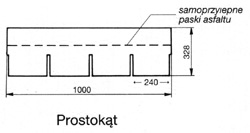 samoprzylepne
paski asfaltu
328
240
1000
Prostokąt